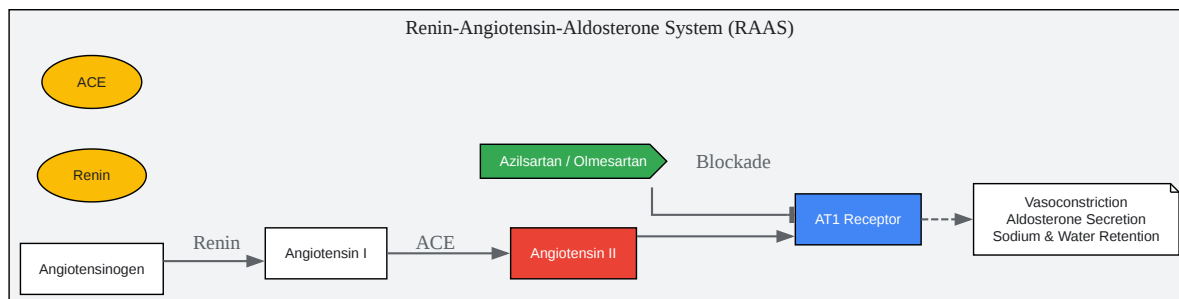 Renin-Angiotensin-Aldosterone System (RAAS)
ACE
Renin
Azilsartan / Olmesartan
Blockade
Angiotensinogen
Renin
Angiotensin I
ACE
Angiotensin II
AT1 Receptor
Vasoconstriction
Aldosterone Secretion
Sodium & Water Retention